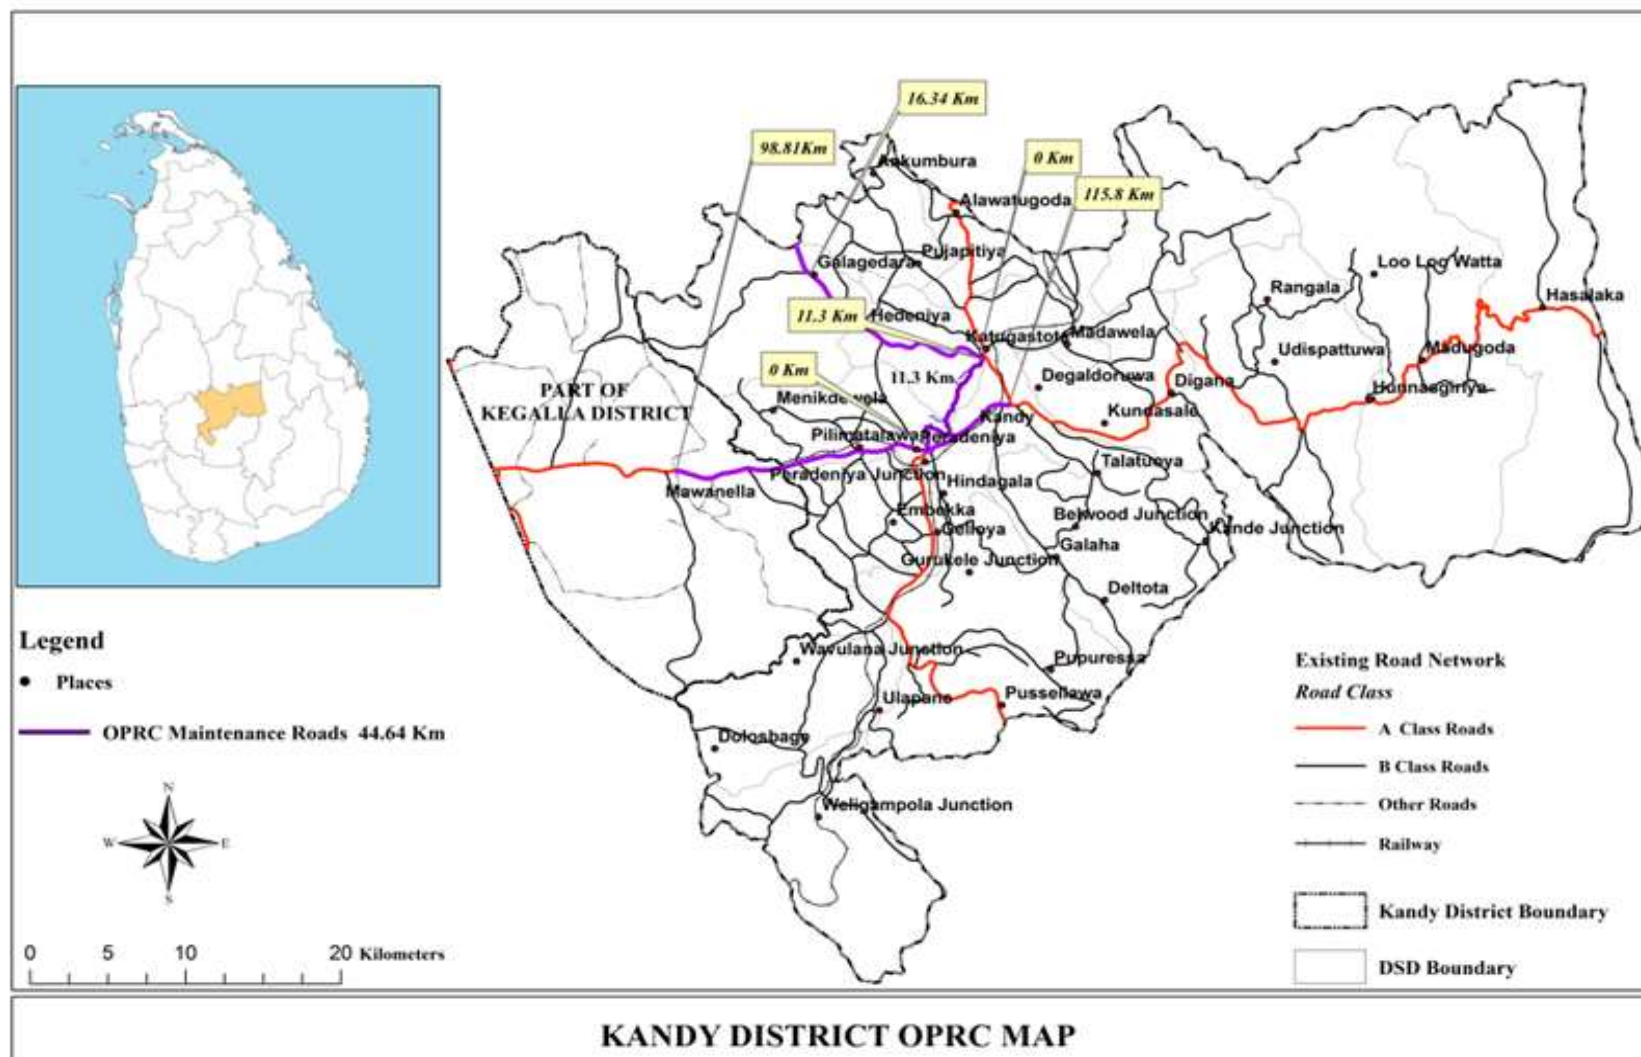 16.34 Km
98.81Km
0 Km
115.8 Km
Ankumbura
Alawatugoda
Pujapitiya
Galagedara
Loo Loo Watta
Rangala
Hasalaka
11.3 Km
Hedeniya
Katugastota
Madawela
Udispattuwa
Madugoda
0 Km
11.3 Km
Degaldoruwa
Digana
Hunnasgiriya
PART OF
KEGALLA DISTRICT
Menikdewela
Kandy
Kundasale
Pilimatalawa
Peradeniya
Peradeniya Junction
Talatuoya
Mawanella
Hindagala
Embekka
Gelioya
Belwood Junction
Kande Junction
Gurukele Junction
Galaha
Deltota
Wavulana Junction
Pupuressa
Ulapane
Pussellawa
Dolosbage
Weligampola Junction
Legend
Places
OPRC Maintenance Roads 44.64 Km
N
W
E
S
0 5 10 20 Kilometers
Existing Road Network
Road Class
A Class Roads
B Class Roads
Other Roads
Railway
Kandy District Boundary
DSD Boundary
KANDY DISTRICT OPRC MAP